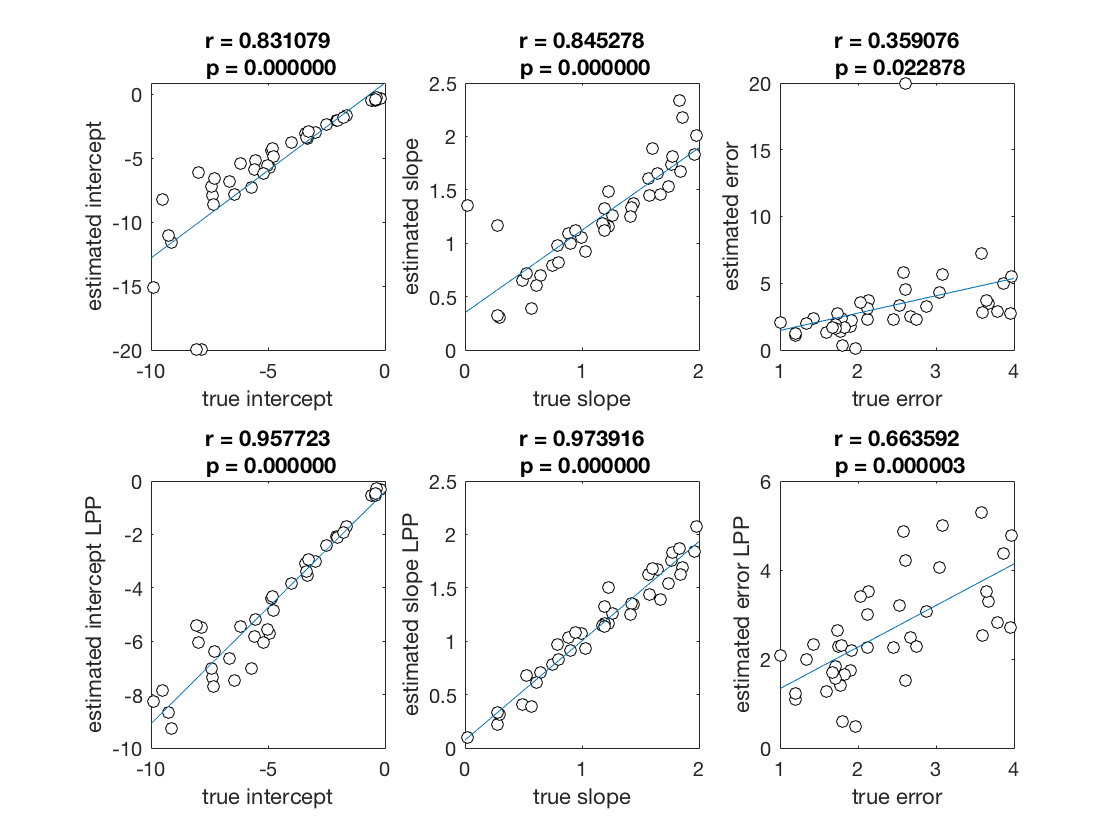 r = 0.831079
p = 0.000000
0
-5
-10
-15
-20
estimated intercept
-10
-5
0
true intercept
r = 0.845278
p = 0.000000
2.5
2
1.5
1
0.5
0
estimated slope
0
1
2
true slope
r = 0.359076
p = 0.022878
20
15
10
5
0
estimated error
1
2
3
4
true error
r = 0.957723
p = 0.000000
0
-2
-4
-6
-8
-10
estimated intercept LPP
-10
-5
0
true intercept
r = 0.973916
p = 0.000000
2.5
2
1.5
1
0.5
0
estimated slope LPP
0
1
2
true slope
r = 0.663592
p = 0.000003
6
4
2
0
estimated error LPP
1
2
3
4
true error